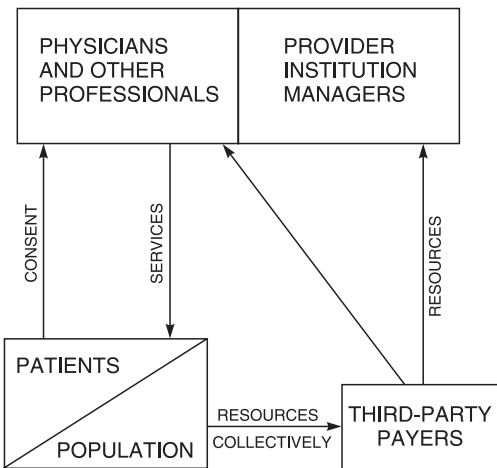 PHYSICIANS
AND OTHER
PROFESSIONALS
PROVIDER
INSTITUTION
MANAGERS
CONSENT
SERVICES
RESOURCES
PATIENTS
POPULATION
RESOURCES
COLLECTIVELY
THIRD-PARTY
PAYERS